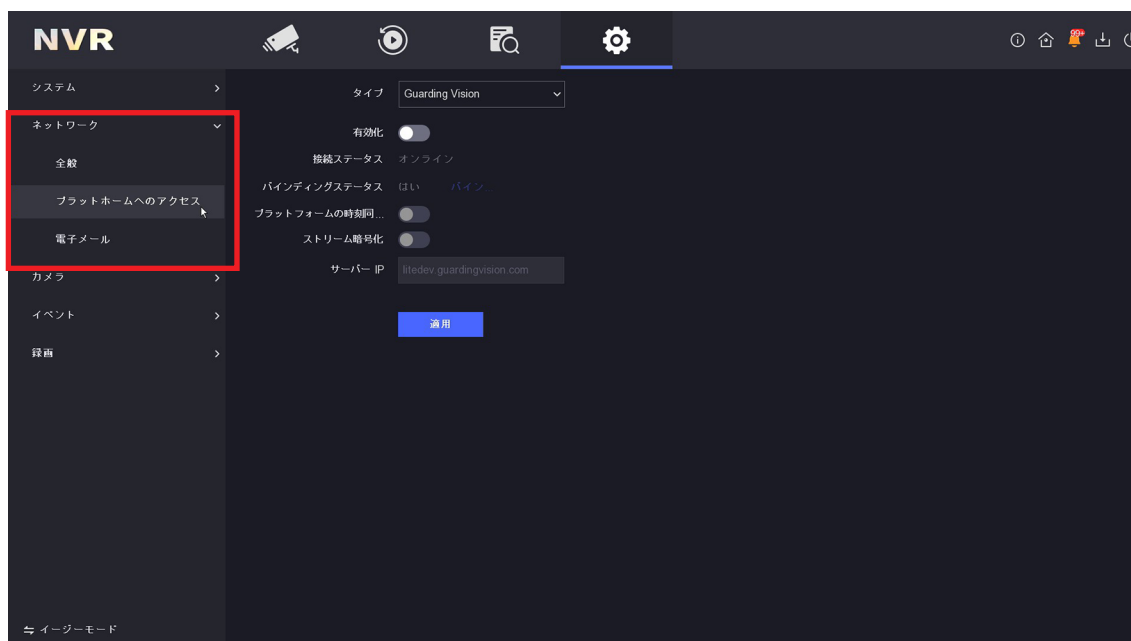 NVR
99+
システム
ネットワーク
全般
プラットホームへのアクセス
電子メール
カメラ
イベント
録画
イージーモード
タイプ Guarding Vision
有効化
接続ステータス オンライン
バインディングステータス はい バイン...
プラットフォームの時刻同...
ストリーム暗号化
サーバー IP litedev.guardingvision.com
適用